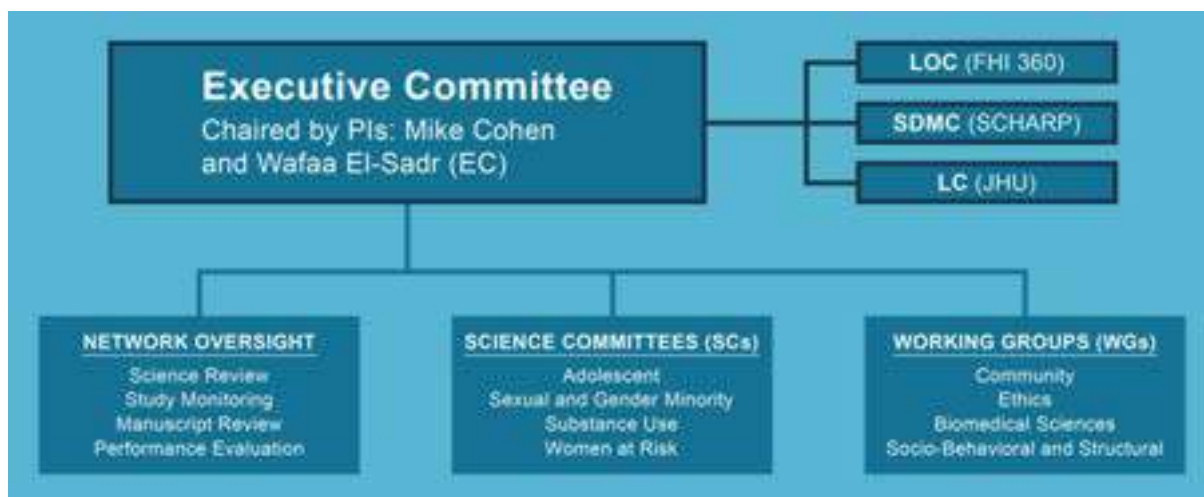 Executive Committee
Chaired by PIs: Mike Cohen
and Wafaa El-Sadr (EC)
LOC (FHI 360)
SDMC (SCHARP)
LC (JHU)
NETWORK OVERSIGHT
Science Review
Study Monitoring
Manuscript Review
Performance Evaluation
SCIENCE COMMITTEES (SCs)
Adolescent
Sexual and Gender Minority
Substance Use
Women at Risk
WORKING GROUPS (WGs)
Community
Ethics
Biomedical Sciences
Socio-Behavioral and Structural